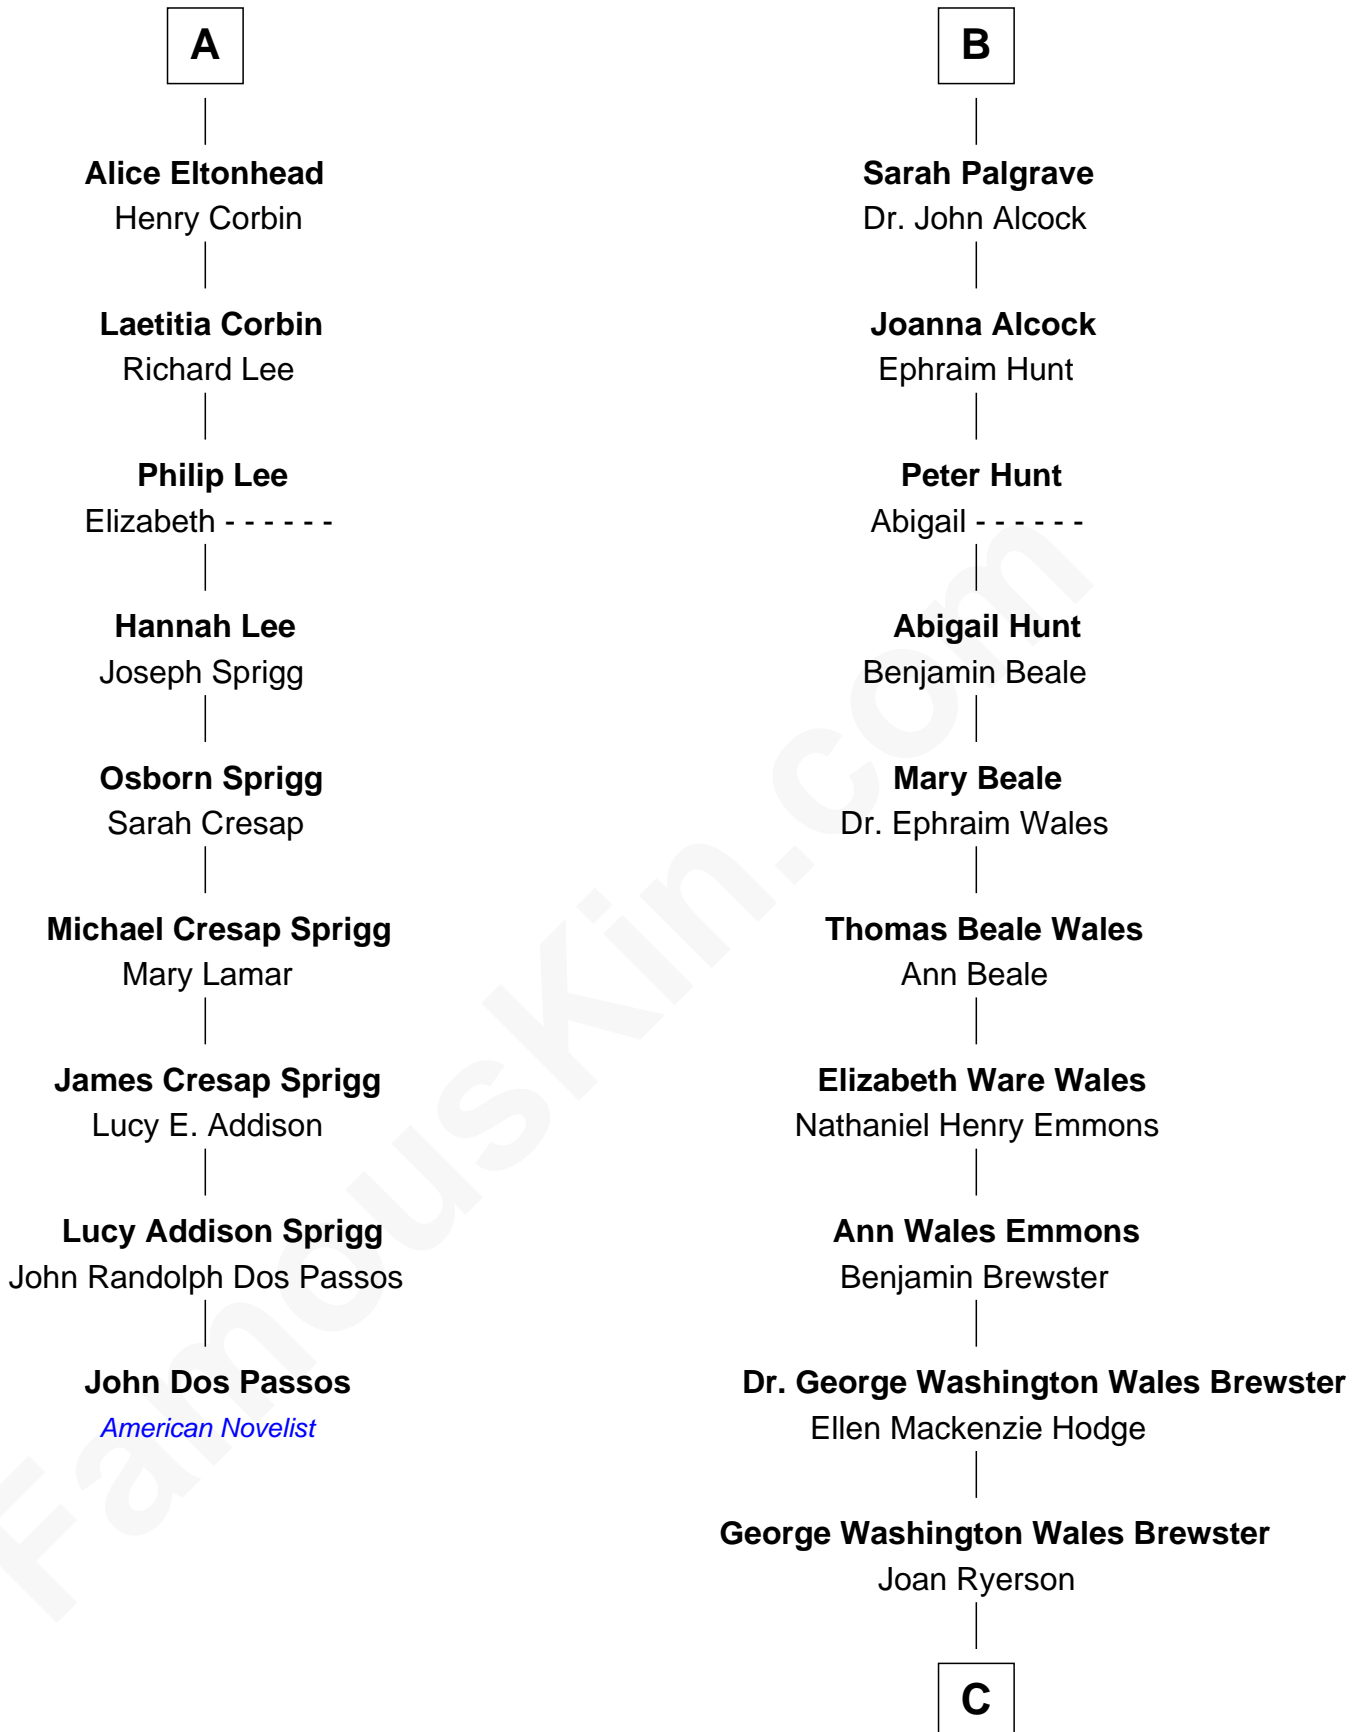 A
Alice Eltonhead
Henry Corbin
Laetitia Corbin
Richard Lee
Philip Lee
Elizabeth - - - - - -
Hannah Lee
Joseph Sprigg
Osborn Sprigg
Sarah Cresap
Michael Cresap Sprigg
Mary Lamar
James Cresap Sprigg
Lucy E. Addison
Lucy Addison Sprigg
John Randolph Dos Passos
John Dos Passos
American Novelist
B
Sarah Palgrave
Dr. John Alcock
Joanna Alcock
Ephraim Hunt
Peter Hunt
Abigail - - - - - -
Abigail Hunt
Benjamin Beale
Mary Beale
Dr. Ephraim Wales
Thomas Beale Wales
Ann Beale
Elizabeth Ware Wales
Nathaniel Henry Emmons
Ann Wales Emmons
Benjamin Brewster
Dr. George Washington Wales Brewster
Ellen Mackenzie Hodge
George Washington Wales Brewster
Joan Ryerson
C
FamousKin.com